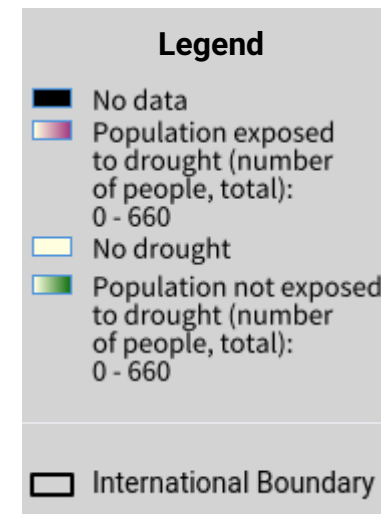 Legend
No data
Population exposed
to drought (number
of people, total):
0 - 660
No drought
Population not exposed
to drought (number
of people, total):
0 - 660
International Boundary